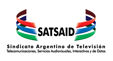 SATSAID
Sindicato Argentino de Televisión
Telecomunicaciones, Servicios Audiovisuales, Interactivos y de Datos